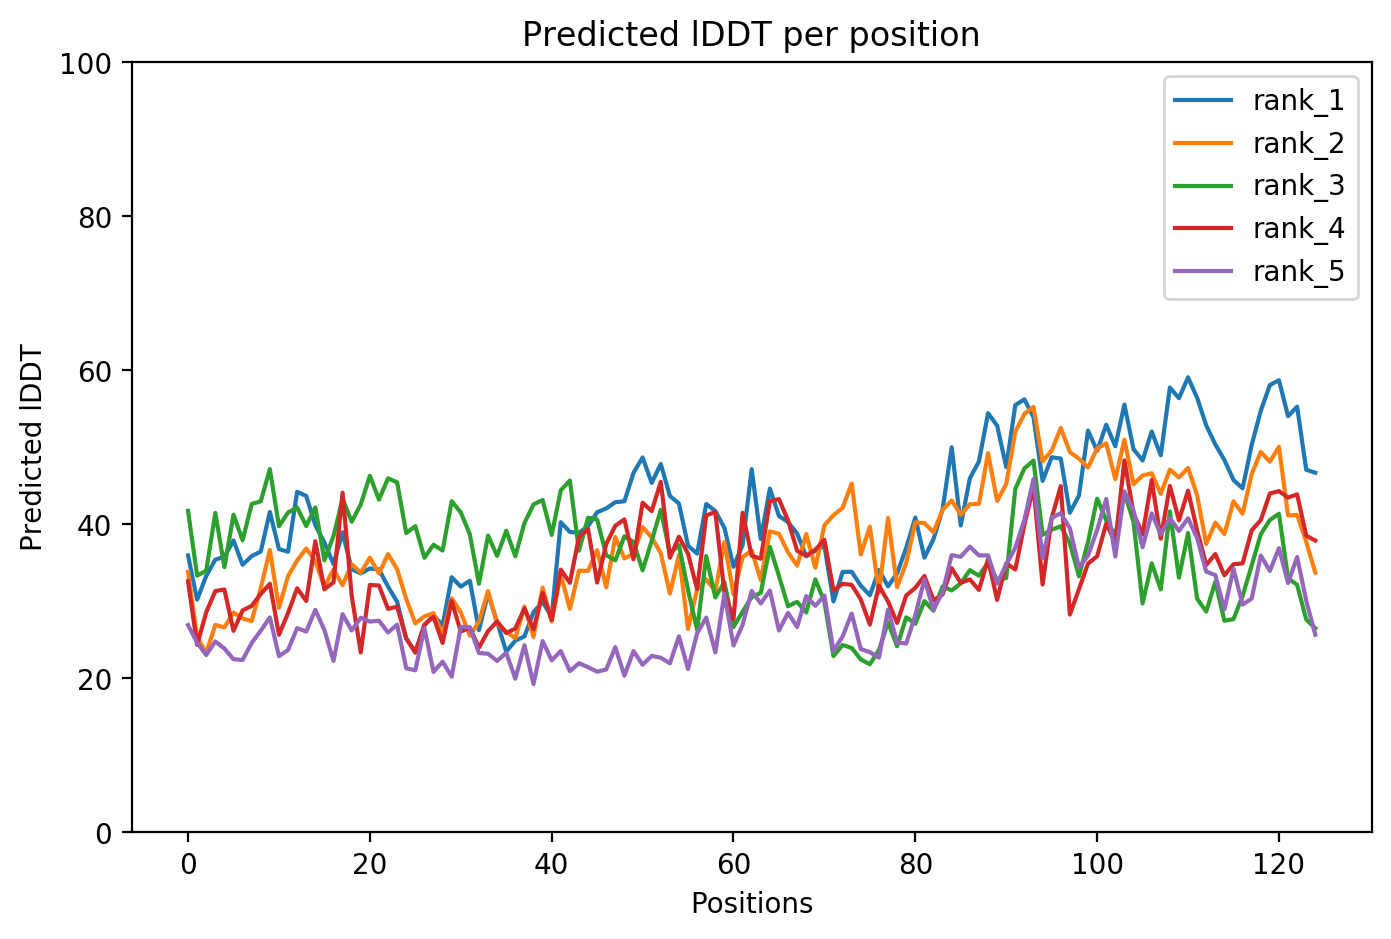 Predicted lDDT per position
100
80
60
40
20
0
Predicted lDDT
0 20 40 60 80 100 120
Positions
rank_1
rank_2
rank_3
rank_4
rank_5